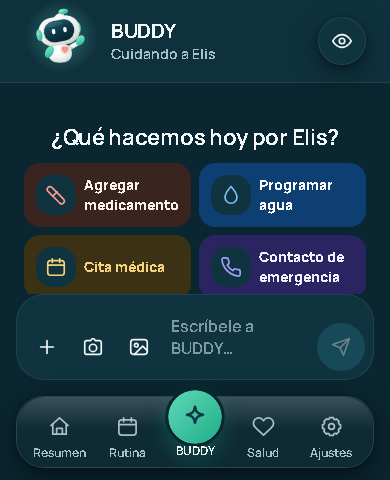 BUDDY
Cuidando a Elis
¿Qué hacemos hoy por Elis?
Agregar
medicamento
Programar
agua
Cita médica
Contacto de
emergencia
Escríbele a
BUDDY...
Resumen
Rutina
BUDDY
Salud
Ajustes